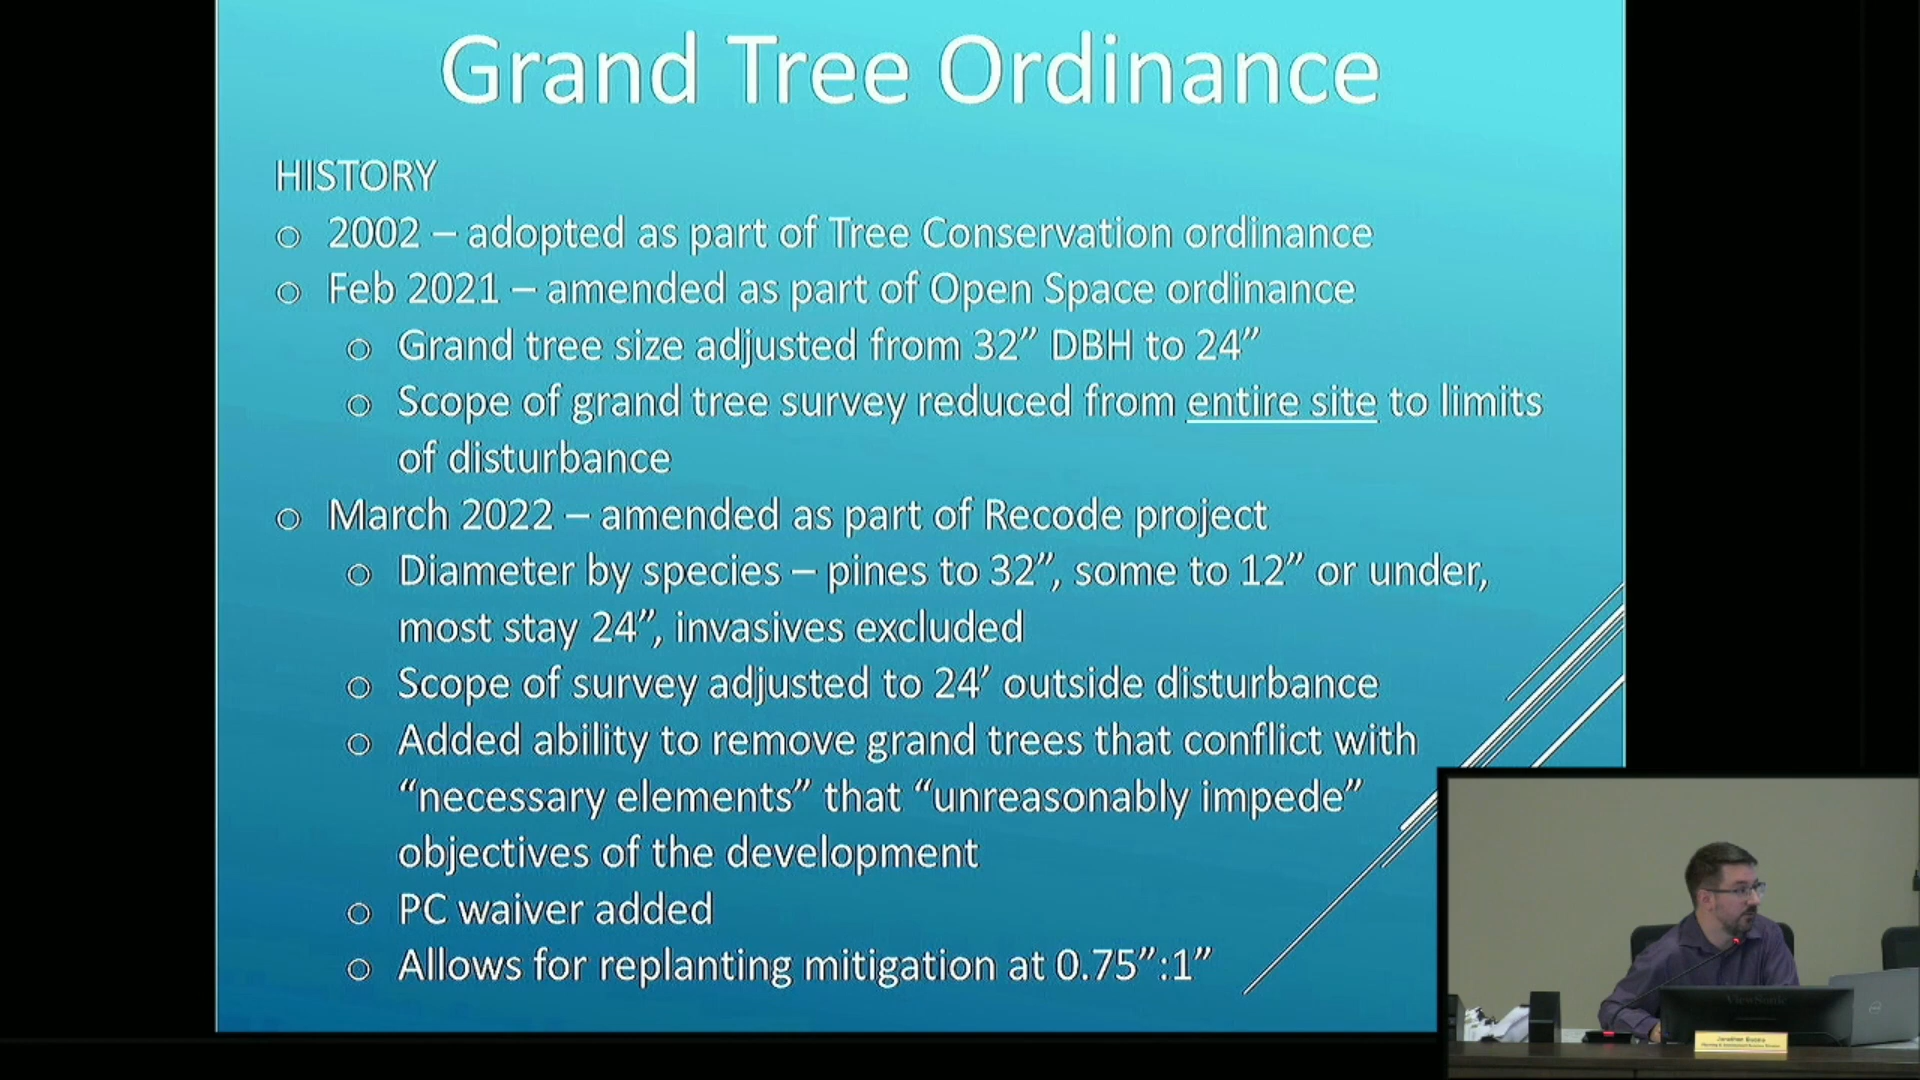 Grand Tree Ordinance
HISTORY
o 2002 – adopted as part of Tree Conservation ordinance
o Feb 2021 – amended as part of Open Space ordinance
o Grand tree size adjusted from 32” DBH to 24”
o Scope of grand tree survey reduced from entire site to limits
of disturbance
o March 2022 – amended as part of Recode project
o Diameter by species – pines to 32”, some to 12” or under,
most stay 24”, invasives excluded
o Scope of survey adjusted to 24’ outside disturbance
o Added ability to remove grand trees that conflict with
“necessary elements” that “unreasonably impede”
objectives of the development
o PC waiver added
o Allows for replanting mitigation at 0.75”:1”
ViewSonic
Jonathan